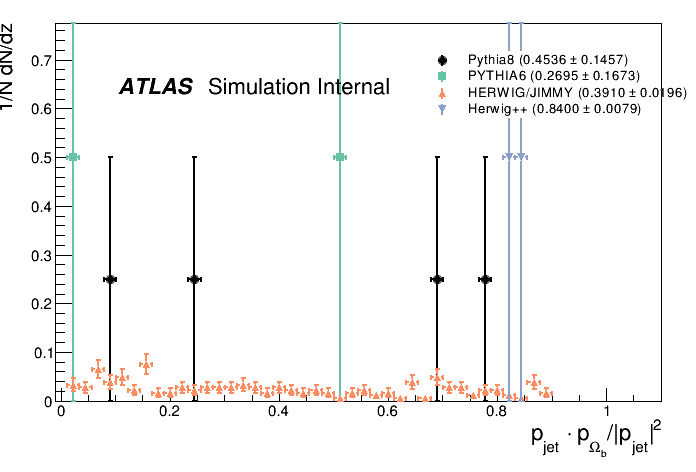 1/N dN/dz
ATLAS Simulation Internal
Pythia8 (0.4536 ± 0.1457)
PYTHIA6 (0.2695 ± 0.1673)
HERWIG/JIMMY (0.3910 ± 0.0196)
Herwig++ (0.8400 ± 0.0079)
0.7
0.6
0.5
0.4
0.3
0.2
0.1
0
0 0.2 0.4 0.6 0.8 1
p_jet · p_Ω_b/|p_jet|²